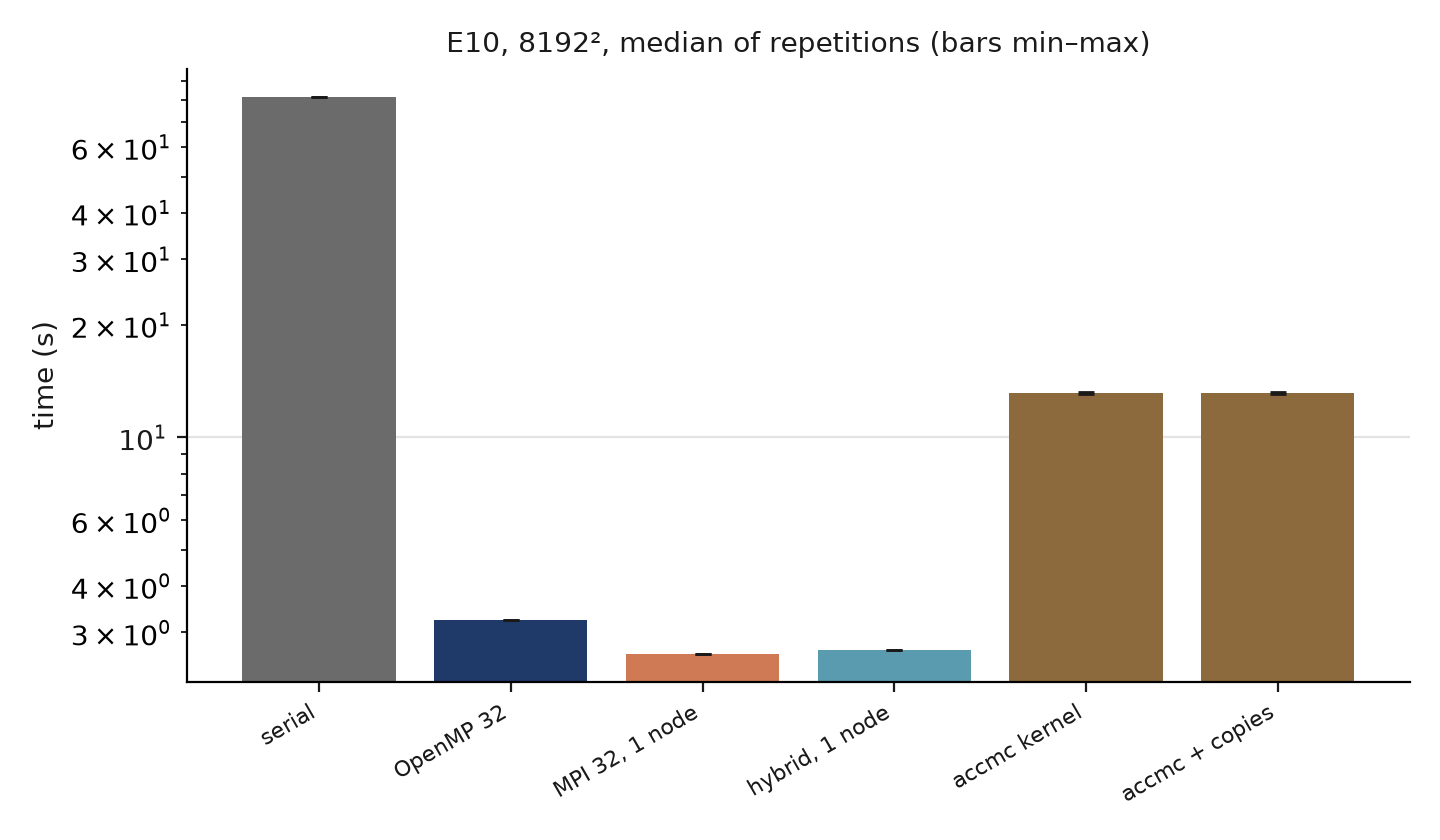 E10, 8192², median of repetitions (bars min–max)
time (s)
6 × 10¹
4 × 10¹
3 × 10¹
2 × 10¹
10¹
6 × 10⁰
4 × 10⁰
3 × 10⁰
serial
OpenMP 32
MPI 32, 1 node
hybrid, 1 node
accmc kernel
accmc + copies